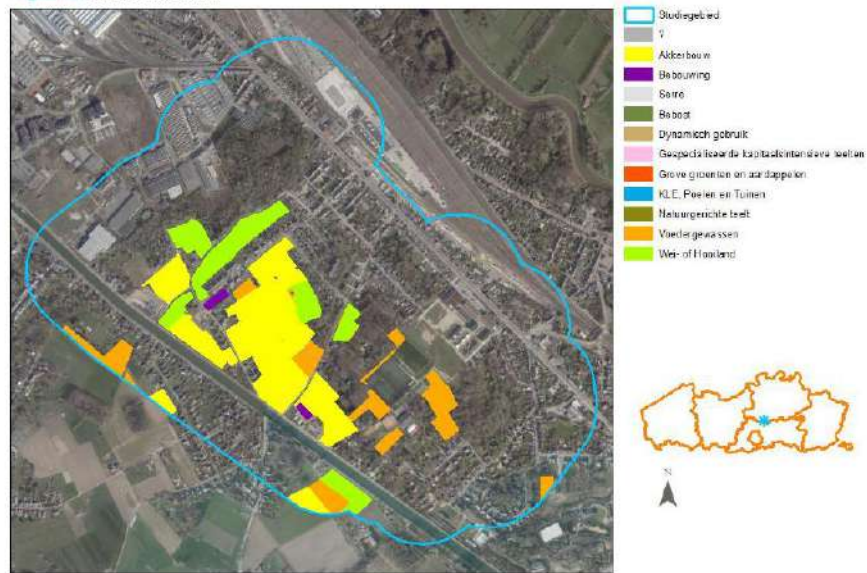 Studiegebied
?
Akkerbouw
Bebouwing
Serre
Bebost
Dynamisch gebruik
Gespecialiseerde kapitaalsintensieve teelten
Grove groenten en aardappelen
KLE, Poelen en Tuinen
Natuurgerichte teelt
Voedergewassen
Wei- of Hooiland
N